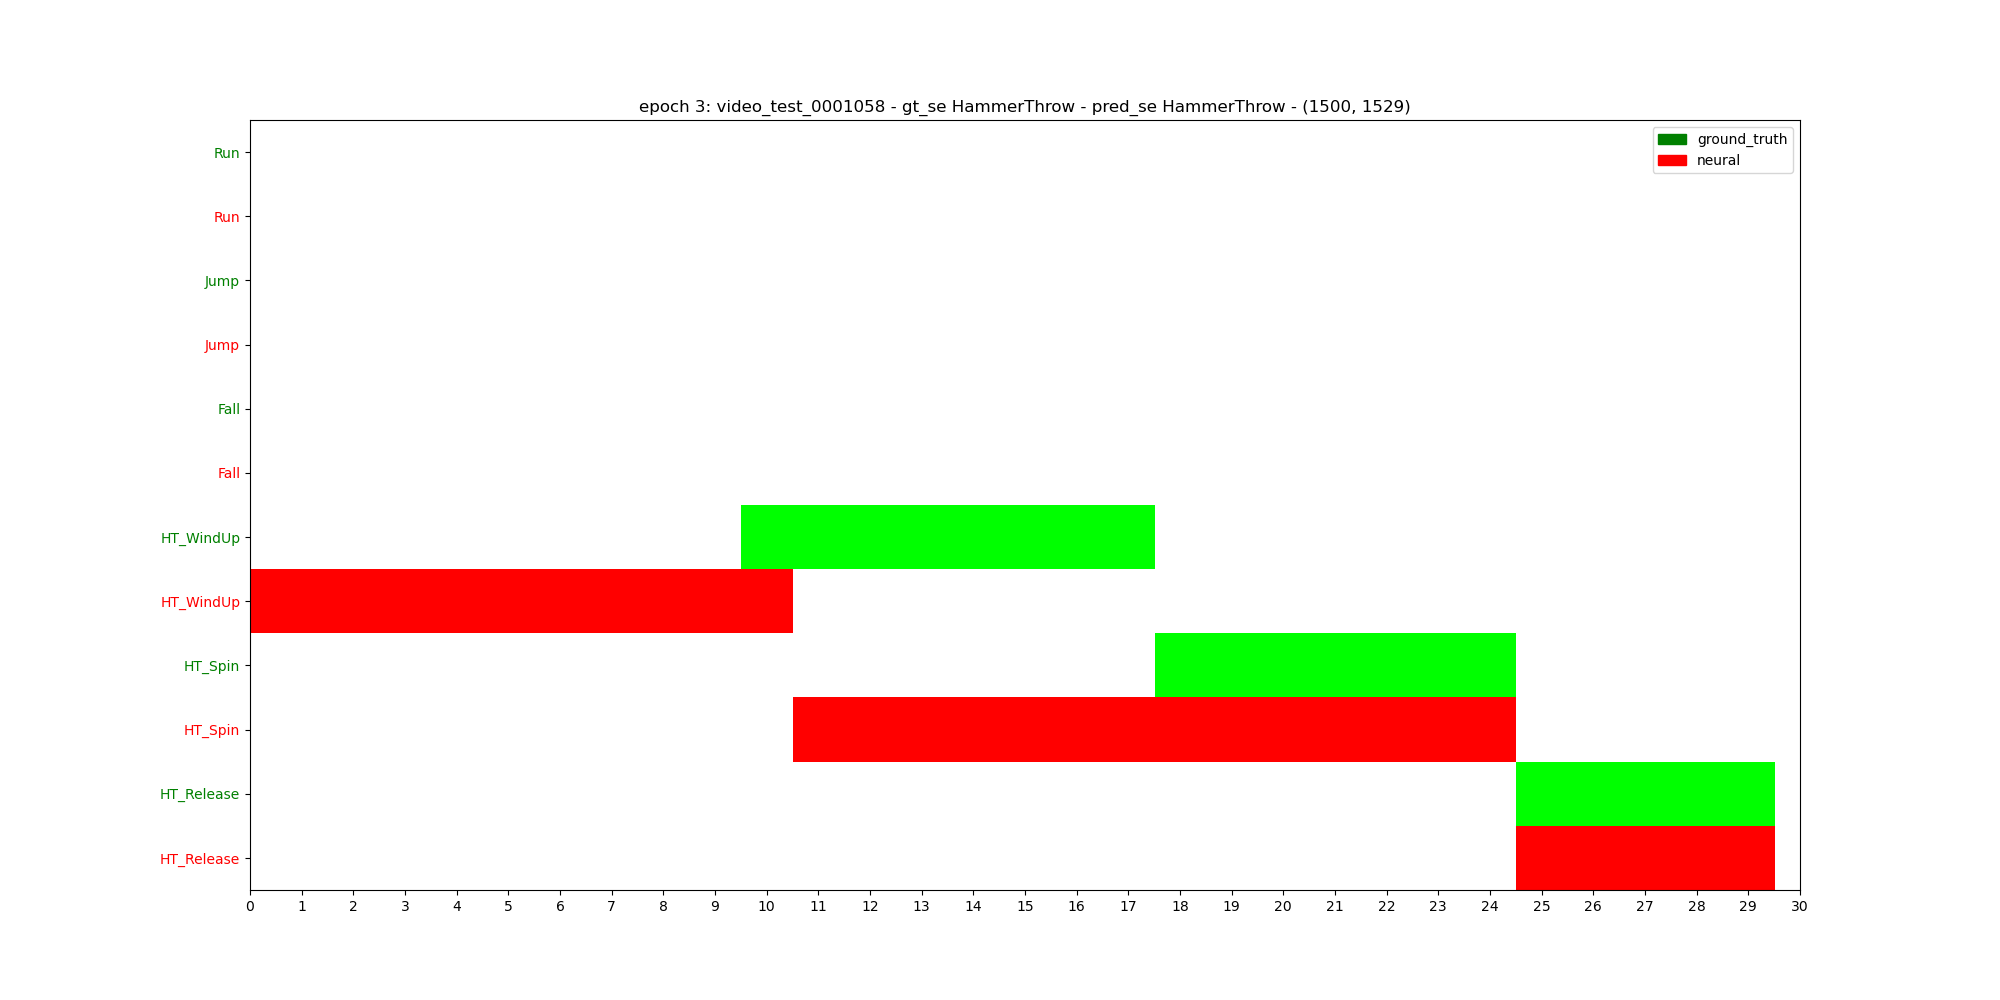 epoch 3: video_test_0001058 - gt_se HammerThrow - pred_se HammerThrow - (1500, 1529)
ground_truth
neural
Run
Run
Jump
Jump
Fall
Fall
HT_WindUp
HT_WindUp
HT_Spin
HT_Spin
HT_Release
HT_Release
0 1 2 3 4 5 6 7 8 9 10 11 12 13 14 15 16 17 18 19 20 21 22 23 24 25 26 27 28 29 30